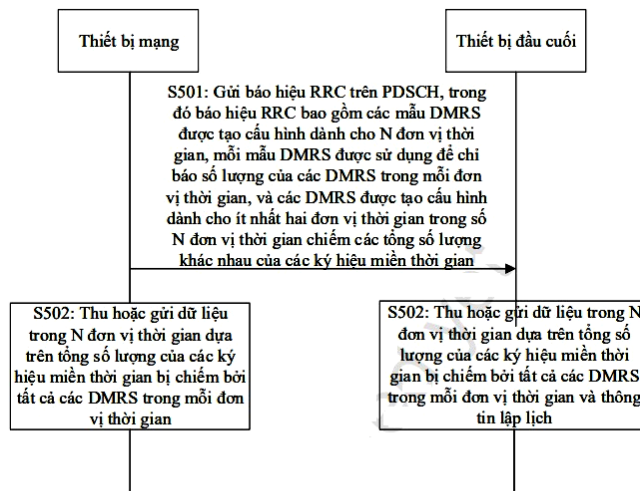 Thiết bị mạng
Thiết bị đầu cuối
S501: Gửi báo hiệu RRC trên PDSCH, trong
đó báo hiệu RRC bao gồm các mẫu DMRS
được tạo cấu hình dành cho N đơn vị thời
gian, mỗi mẫu DMRS được sử dụng để chỉ
báo số lượng của các DMRS trong mỗi đơn
vị thời gian, và các DMRS được tạo cấu hình
dành cho ít nhất hai đơn vị thời gian trong số
N đơn vị thời gian chiếm các tổng số lượng
khác nhau của các ký hiệu miền thời gian
S502: Thu hoặc gửi dữ liệu
trong N đơn vị thời gian dựa
trên tổng số lượng của các ký
hiệu miền thời gian bị chiếm bởi
tất cả các DMRS trong mỗi đơn
vị thời gian
S502: Thu hoặc gửi dữ liệu trong N
đơn vị thời gian dựa trên tổng số
lượng của các ký hiệu miền thời
gian bị chiếm bởi tất cả các DMRS
trong mỗi đơn vị thời gian và thông
tin lập lịch